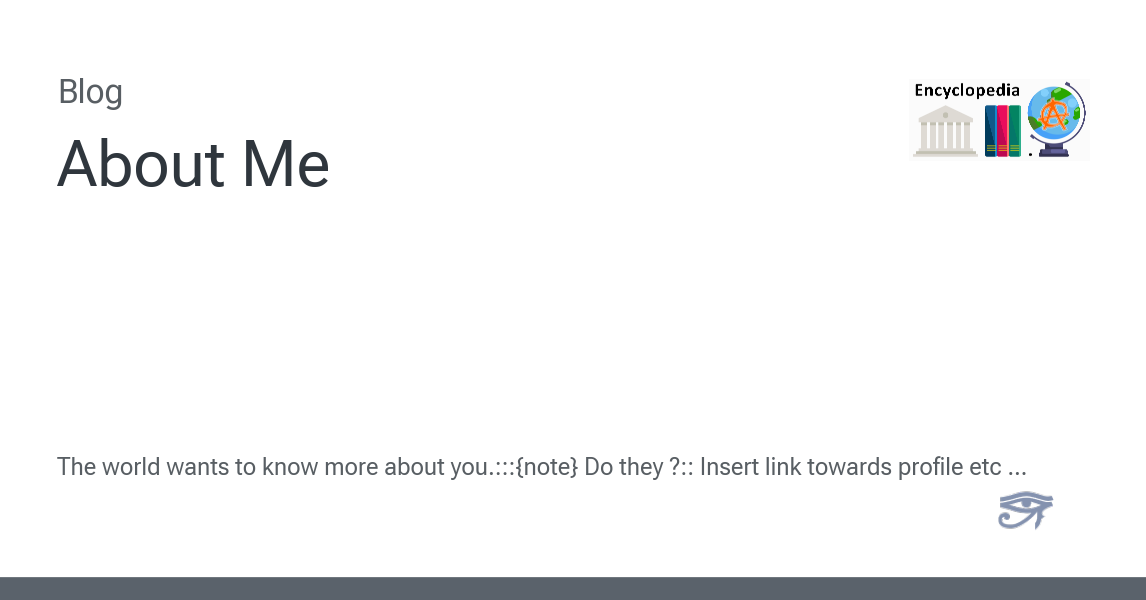 Blog
Encyclopedia
About Me
The world wants to know more about you.:::{note} Do they ?:: Insert link towards profile etc ...